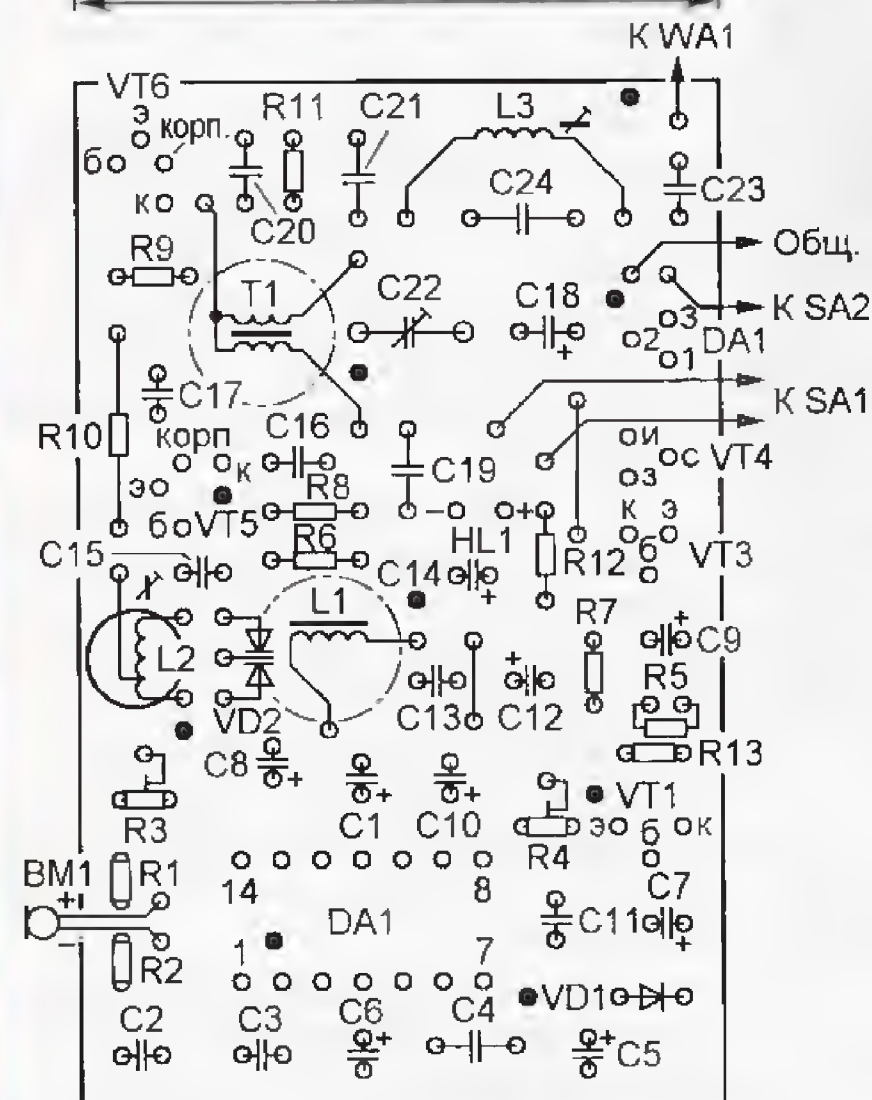 К WA1
VT6
R11
C21
L3
э
корп.
б
к
C20
C24
C23
R9
T1
C22
C18
Общ.
К SA2
3
2
DA1
1
+
C17
К SA1
R10
корп
C16
C19
и
с
VT4
з
к
э
R8
–
+
к
э
б
VT5
HL1
R12
б
VT3
R6
C15
C14
+
L1
R7
+
C9
L2
R5
+
VD2
C13
C12
R13
C8
+
+
+
VT1
R3
C1
C10
R4
э
б
к
BM1
+
R1
14
8
C7
DA1
C11
+
–
R2
1
7
VD1
C2
C3
C6
+
C4
+
C5